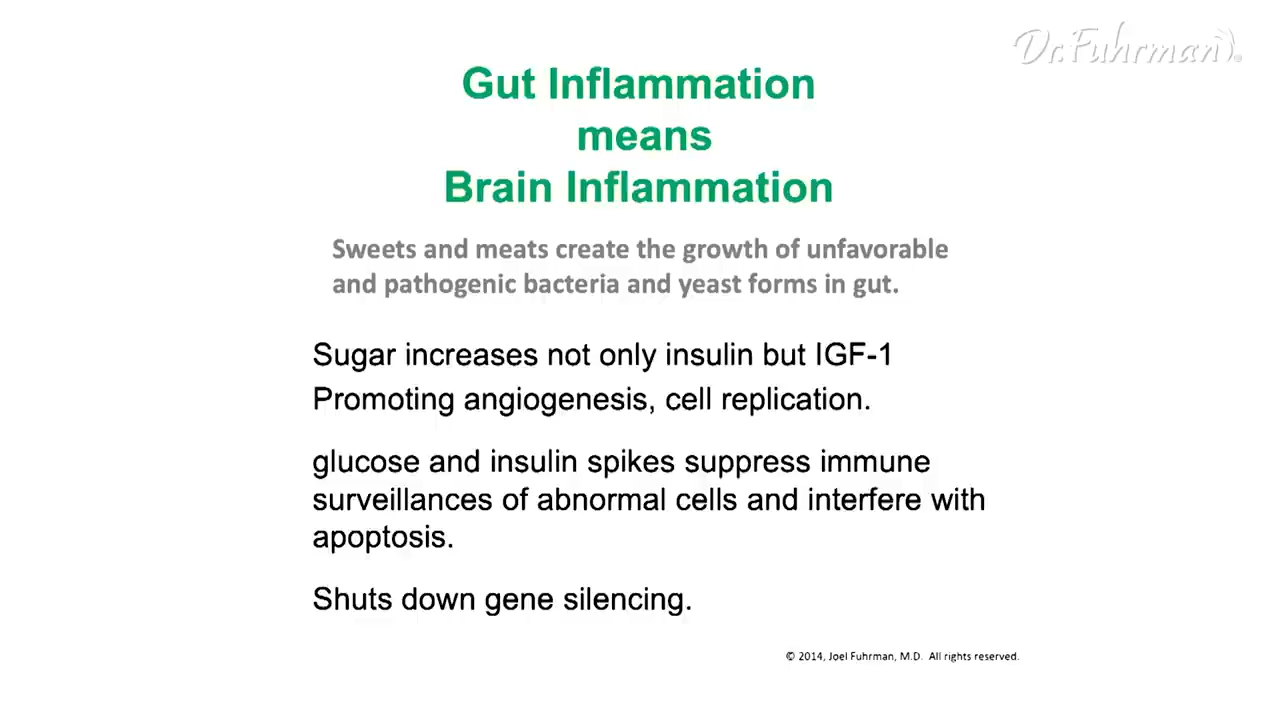 Dr.Fuhrman
Gut Inflammation
means
Brain Inflammation
Sweets and meats create the growth of unfavorable
and pathogenic bacteria and yeast forms in gut.
Sugar increases not only insulin but IGF-1
Promoting angiogenesis, cell replication.
glucose and insulin spikes suppress immune
surveillances of abnormal cells and interfere with
apoptosis.
Shuts down gene silencing.
© 2014, Joel Fuhrman, M.D. All rights reserved.